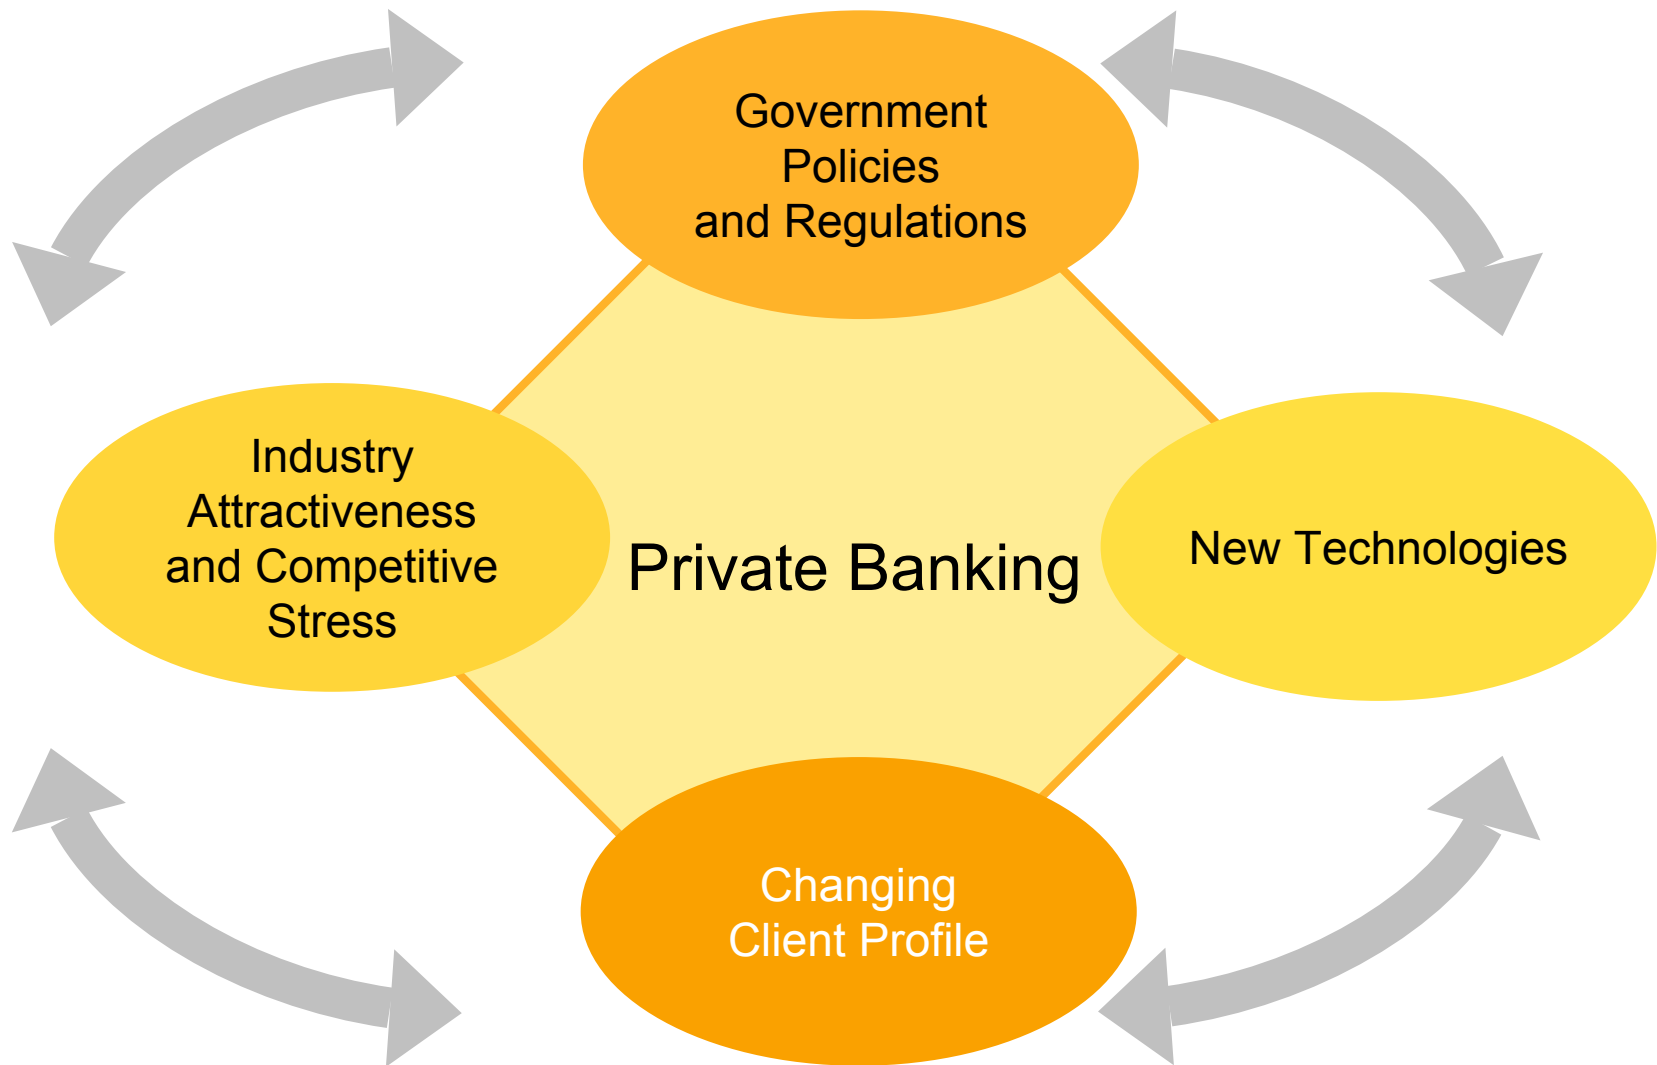 Government
Policies
and Regulations
Industry
Attractiveness
and Competitive
Stress
Private Banking
New Technologies
Changing
Client Profile